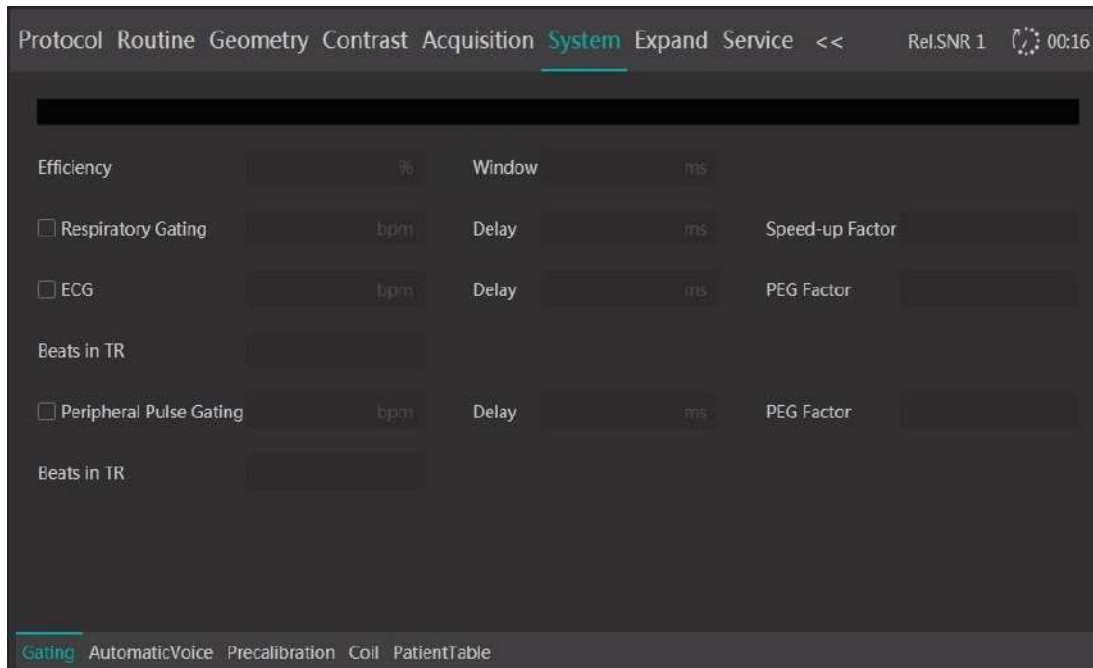 Protocol Routine Geometry Contrast Acquisition System Expand Service << Rel.SNR 1 00:16
Efficiency % Window ms
Respiratory Gating bpm Delay ms Speed-up Factor
ECG bpm Delay ms PEG Factor
Beats in TR
Peripheral Pulse Gating bpm Delay ms PEG Factor
Beats in TR
Gating AutomaticVoice Precalibration Coil PatientTable